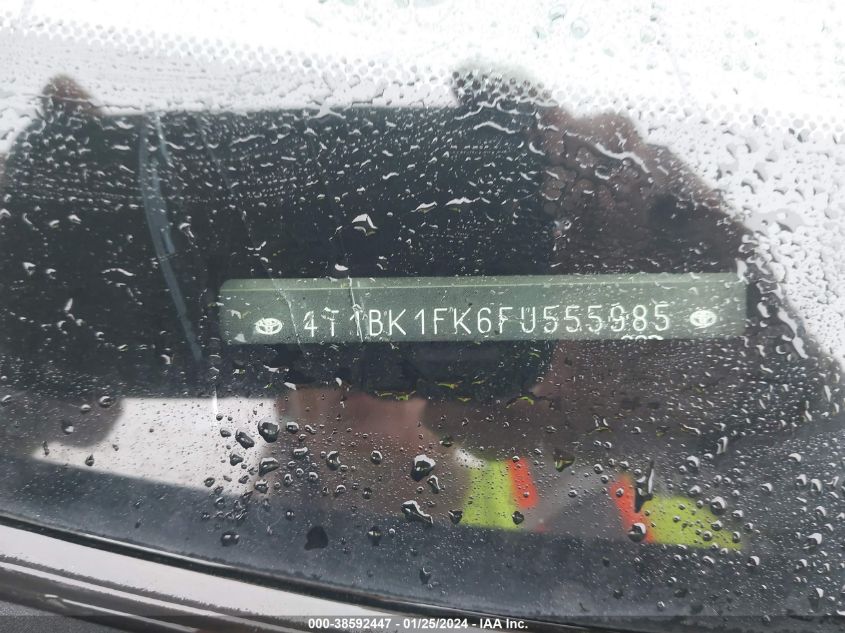 4T1BK1FK6FU555985
000-38592447 - 01/25/2024 - IAA Inc.